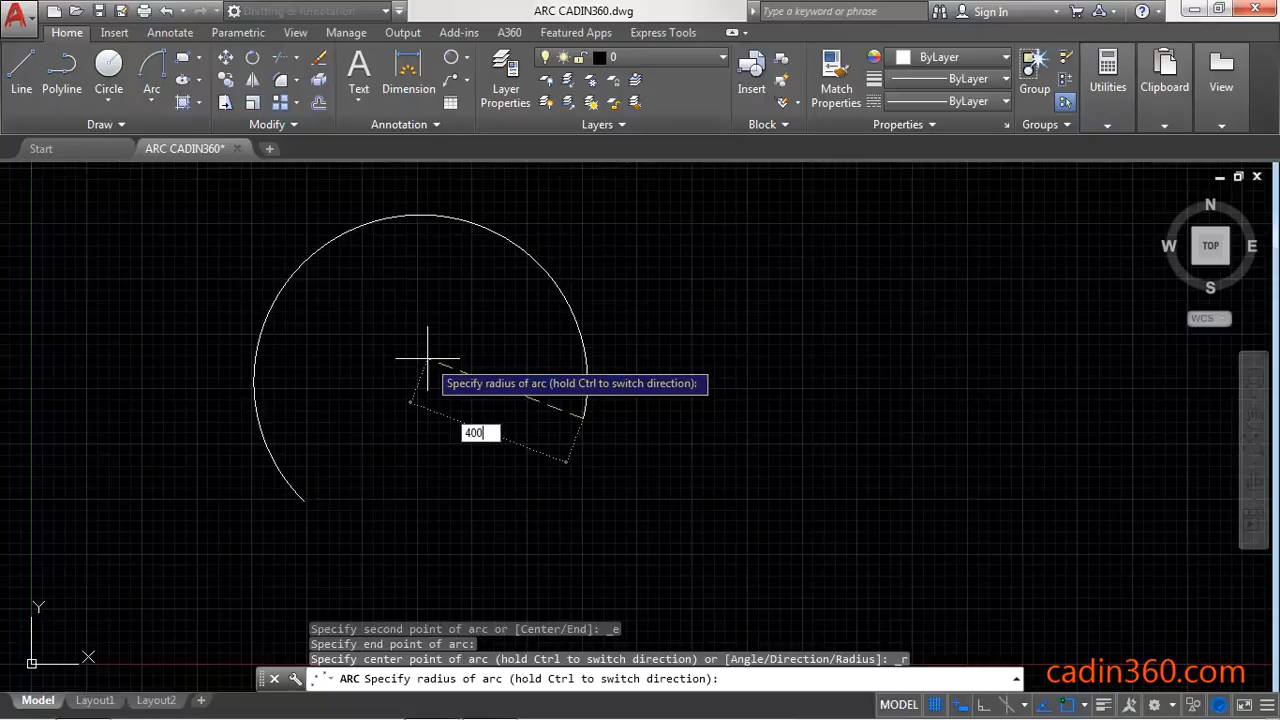 Drafting & Annotation
ARC CADIN360.dwg
Type a keyword or phrase
Sign In
Home Insert Annotate Parametric View Manage Output Add-ins A360 Featured Apps Express Tools
Line Polyline Circle Arc
Text Dimension
Layer Properties
0
Insert
Match Properties
ByLayer
ByLayer
ByLayer
Group
Utilities
Clipboard
View
Draw Modify Annotation Layers Block Properties Groups
Start ARC CADIN360*
N
W TOP E
S
WCS
Specify radius of arc (hold Ctrl to switch direction):
400
Y
X
Specify second point of arc or [Center/End]: _e
Specify end point of arc:
Specify center point of arc (hold Ctrl to switch direction) or [Angle/Direction/Radius]: _r
ARC Specify radius of arc (hold Ctrl to switch direction):
cadin360.com
Model Layout1 Layout2
MODEL